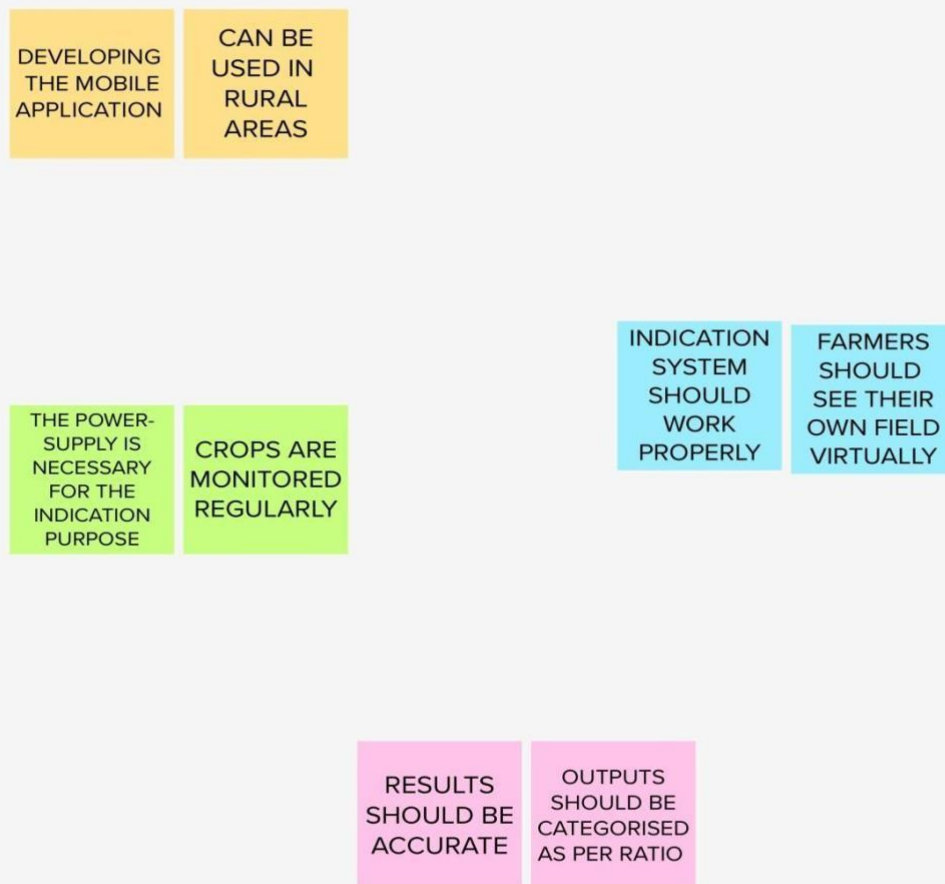 DEVELOPING
THE MOBILE
APPLICATION
CAN BE
USED IN
RURAL
AREAS
INDICATION
SYSTEM
SHOULD
WORK
PROPERLY
FARMERS
SHOULD
SEE THEIR
OWN FIELD
VIRTUALLY
THE POWER-
SUPPLY IS
NECESSARY
FOR THE
INDICATION
PURPOSE
CROPS ARE
MONITORED
REGULARLY
RESULTS
SHOULD BE
ACCURATE
OUTPUTS
SHOULD BE
CATEGORISED
AS PER RATIO